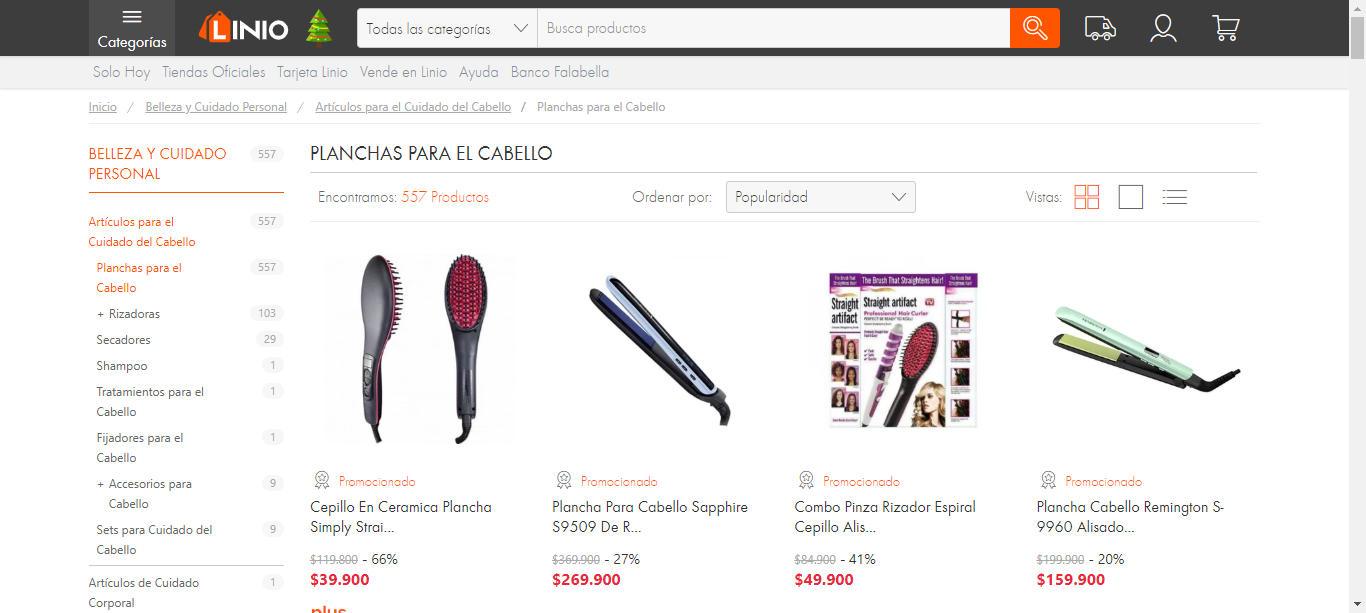 Categorías
LINIO
Todas las categorías
Busca productos
Solo Hoy Tiendas Oficiales Tarjeta Linio Vende en Linio Ayuda Banco Falabella
Inicio / Belleza y Cuidado Personal / Artículos para el Cuidado del Cabello / Planchas para el Cabello
BELLEZA Y CUIDADO 557
PERSONAL
Artículos para el 557
Cuidado del Cabello
Planchas para el 557
Cabello
+ Rizadoras 103
Secadores 29
Shampoo 1
Tratamientos para el 1
Cabello
Fijadores para el 1
Cabello
+ Accesorios para 9
Cabello
Sets para Cuidado del 9
Cabello
Artículos de Cuidado 1
Corporal
PLANCHAS PARA EL CABELLO
Encontramos: 557 Productos
Ordenar por: Popularidad
Vistas:
Promocionado
Cepillo En Ceramica Plancha
Simply Strai...
$119.800 - 66%
$39.900
plus
Promocionado
Plancha Para Cabello Sapphire
S9509 De R...
$369.900 - 27%
$269.900
The Brush That Straightens Hair!
Straight
artifact
Straight artifact
Professional Hair Curler
Promocionado
Combo Pinza Rizador Espiral
Cepillo Alis...
$84.900 - 41%
$49.900
Promocionado
Plancha Cabello Remington S-
9960 Alisado...
$199.900 - 20%
$159.900